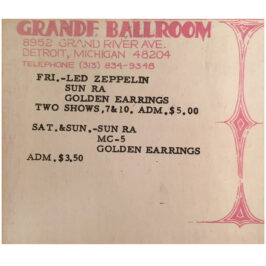 GRANDE BALLROOM
8952 GRAND RIVER AVE.
DETROIT, MICHIGAN 48204
TELEPHONE (313) 834-9348
FRI.-LED ZEPPELIN
SUN RA
GOLDEN EARRINGS
TWO SHOWS,7&10. ADM.$5.00
SAT.&SUN.-SUN RA
MC-5
GOLDEN EARRINGS
ADM.$3.50